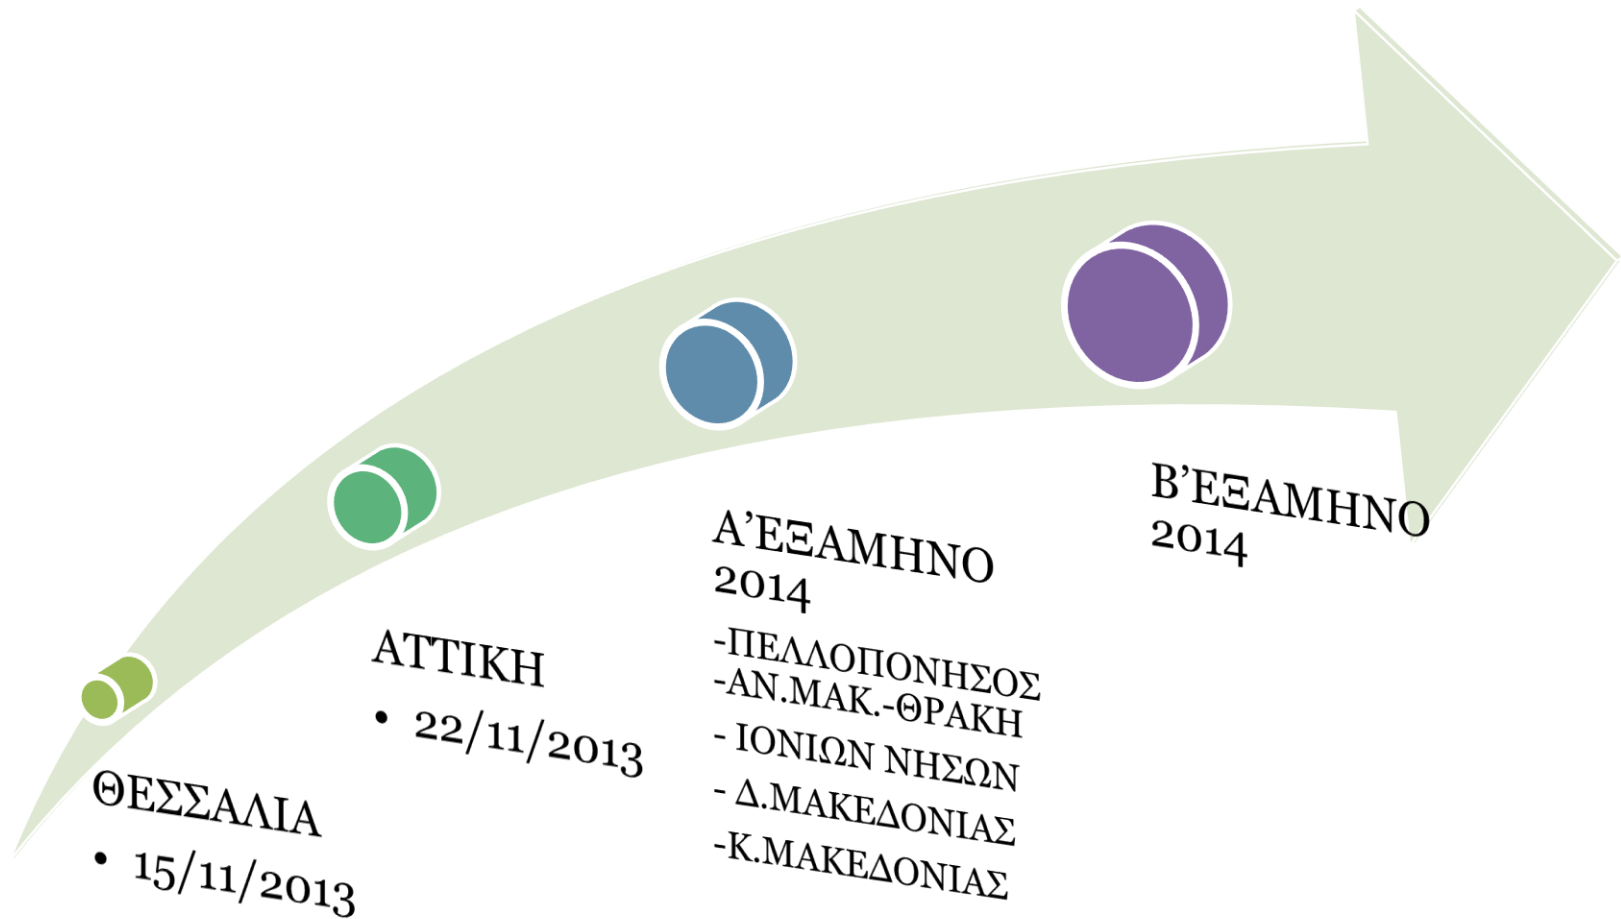 ΘΕΣΣΑΛΙΑ
• 15/11/2013
ΑΤΤΙΚΗ
• 22/11/2013
Α’ΕΞΑΜΗΝΟ
2014
-ΠΕΛΛΟΠΟΝΗΣΟΣ
-ΑΝ.ΜΑΚ.-ΘΡΑΚΗ
- ΙΟΝΙΩΝ ΝΗΣΩΝ
- Δ.ΜΑΚΕΔΟΝΙΑΣ
-Κ.ΜΑΚΕΔΟΝΙΑΣ
Β’ΕΞΑΜΗΝΟ
2014